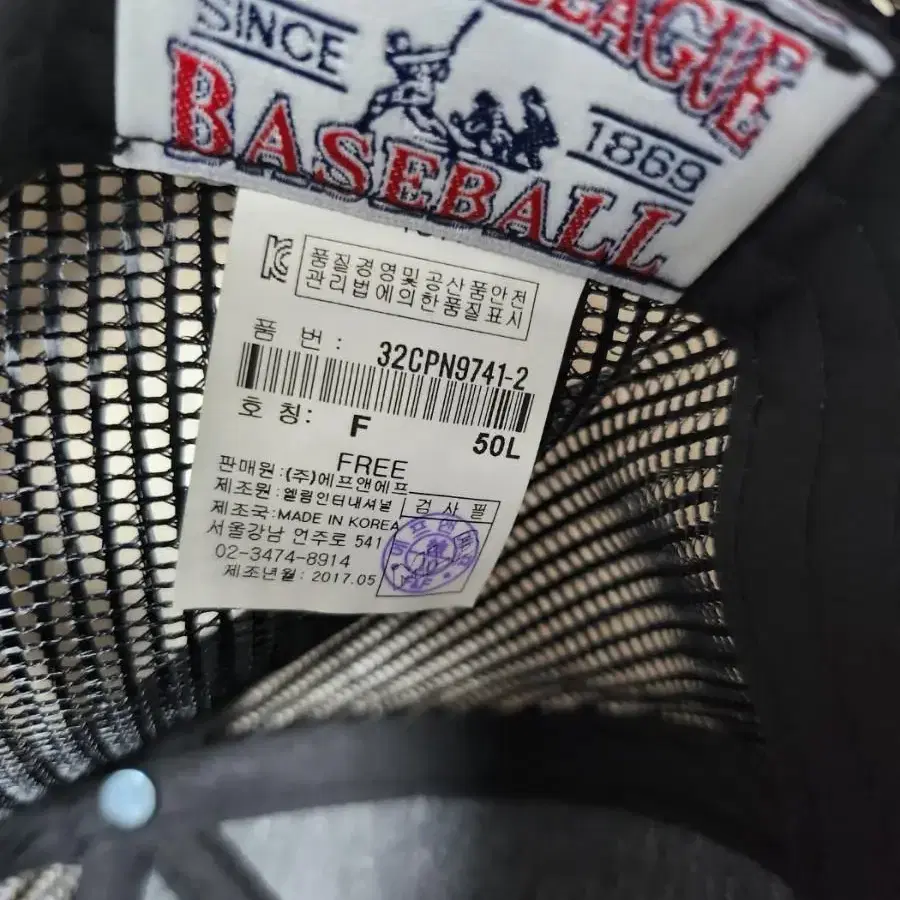 LEAGUE
SINCE
1869
BASEBALL
품질경영및공산품안전
관리법에의한품질표시
품 번 : 32CPN9741-2
호 칭: F 50L
FREE
판매원 :(주)에프앤에프
제조원 :엘림인터내셔널
검 사 필
제조국 :MADE IN KOREA
서울강남 언주로 541
02-3474-8914
제조년월 : 2017.05